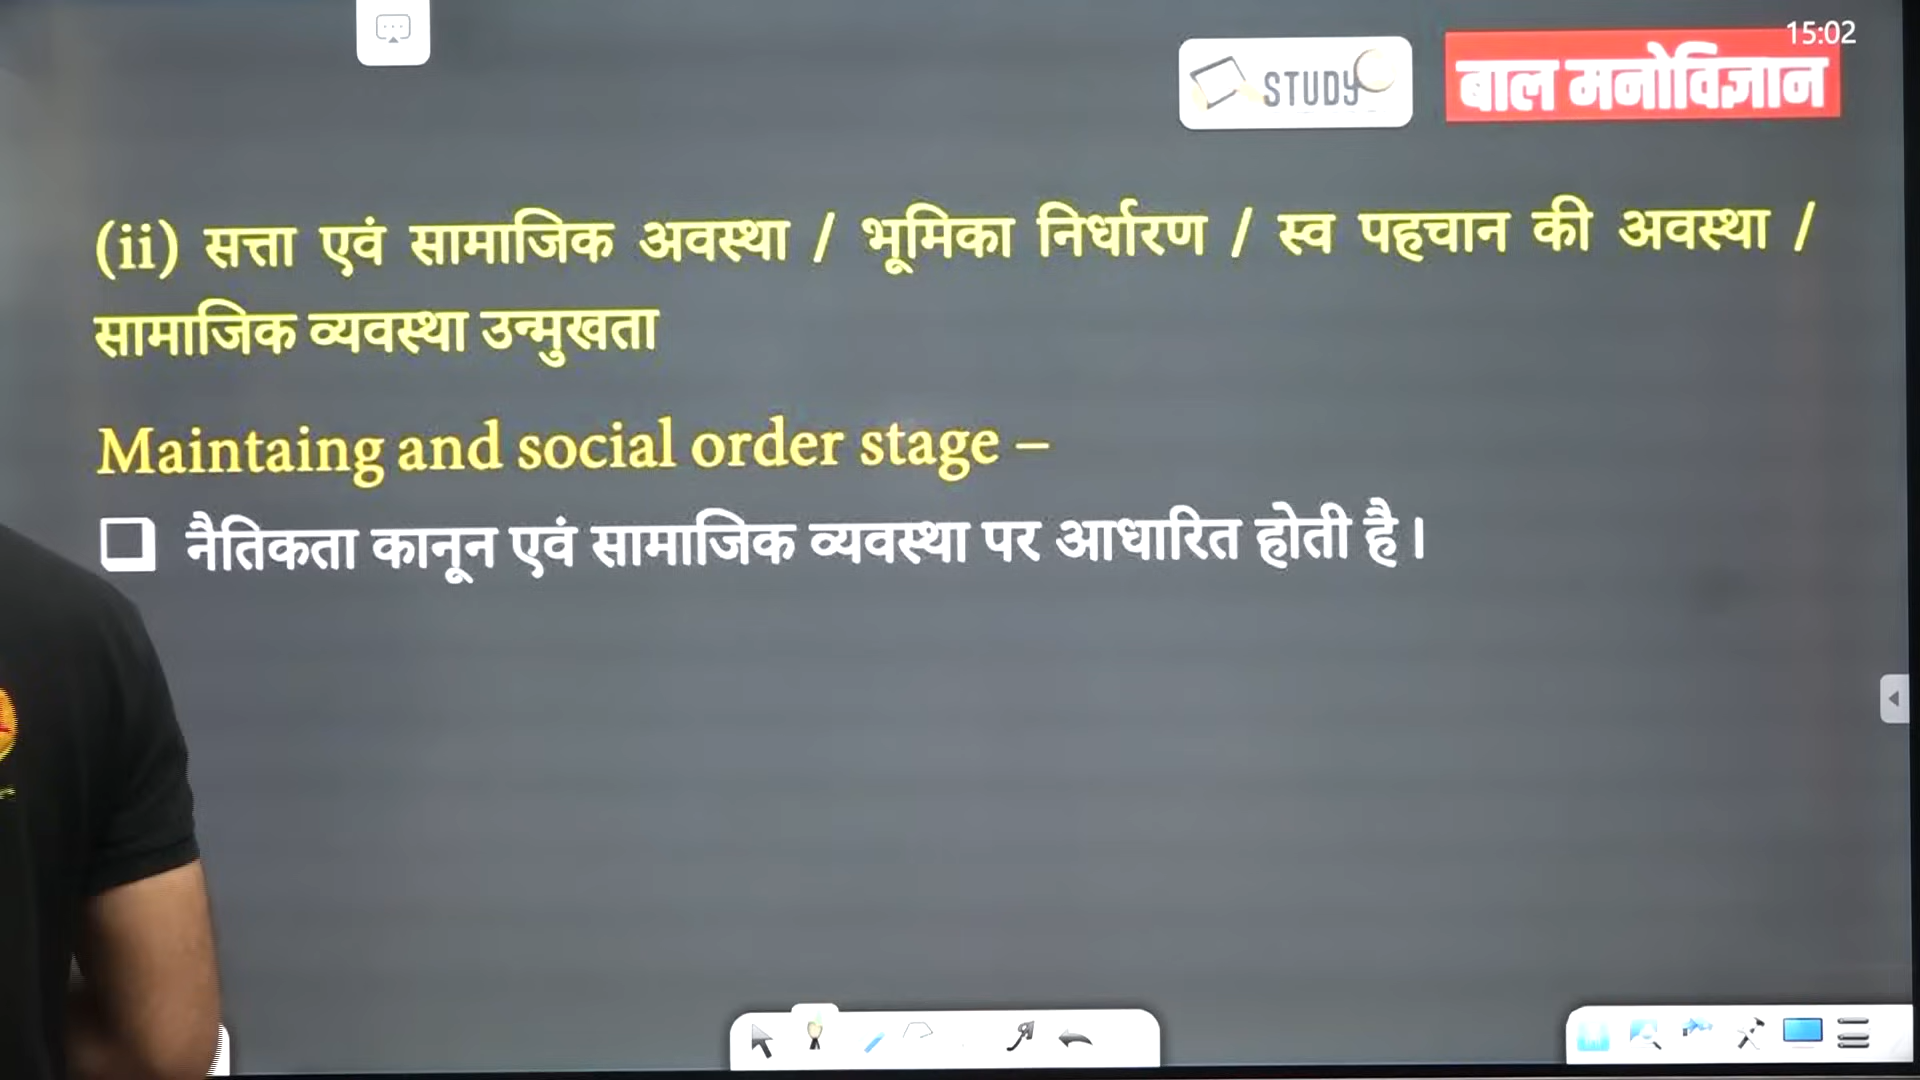 15:02
STUDY
बाल मनोविज्ञान
(ii) सत्ता एवं सामाजिक अवस्था / भूमिका निर्धारण / स्व पहचान की अवस्था /
सामाजिक व्यवस्था उन्मुखता
Maintaing and social order stage –
❑ नैतिकता कानून एवं सामाजिक व्यवस्था पर आधारित होती है।